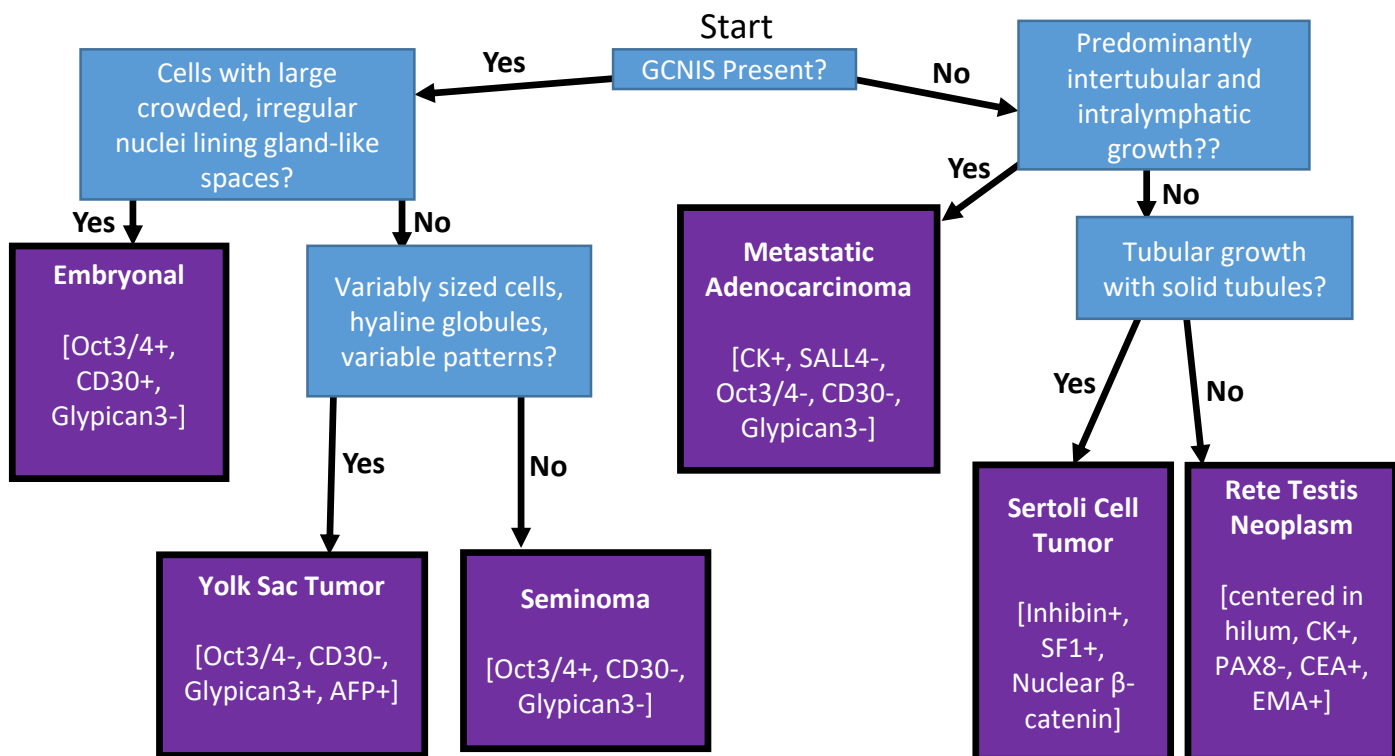 Start
GCNIS Present?
Yes
No
Cells with large
crowded, irregular
nuclei lining gland-like
spaces?
Predominantly
intertubular and
intralymphatic
growth??
Yes
No
Yes
No
Embryonal
[Oct3/4+,
CD30+,
Glypican3-]
Variably sized cells,
hyaline globules,
variable patterns?
Metastatic
Adenocarcinoma
[CK+, SALL4-,
Oct3/4-, CD30-,
Glypican3-]
Tubular growth
with solid tubules?
Yes
No
Yes
No
Yolk Sac Tumor
[Oct3/4-, CD30-,
Glypican3+, AFP+]
Seminoma
[Oct3/4+, CD30-,
Glypican3-]
Sertoli Cell
Tumor
[Inhibin+,
SF1+,
Nuclear β-
catenin]
Rete Testis
Neoplasm
[centered in
hilum, CK+,
PAX8-, CEA+,
EMA+]